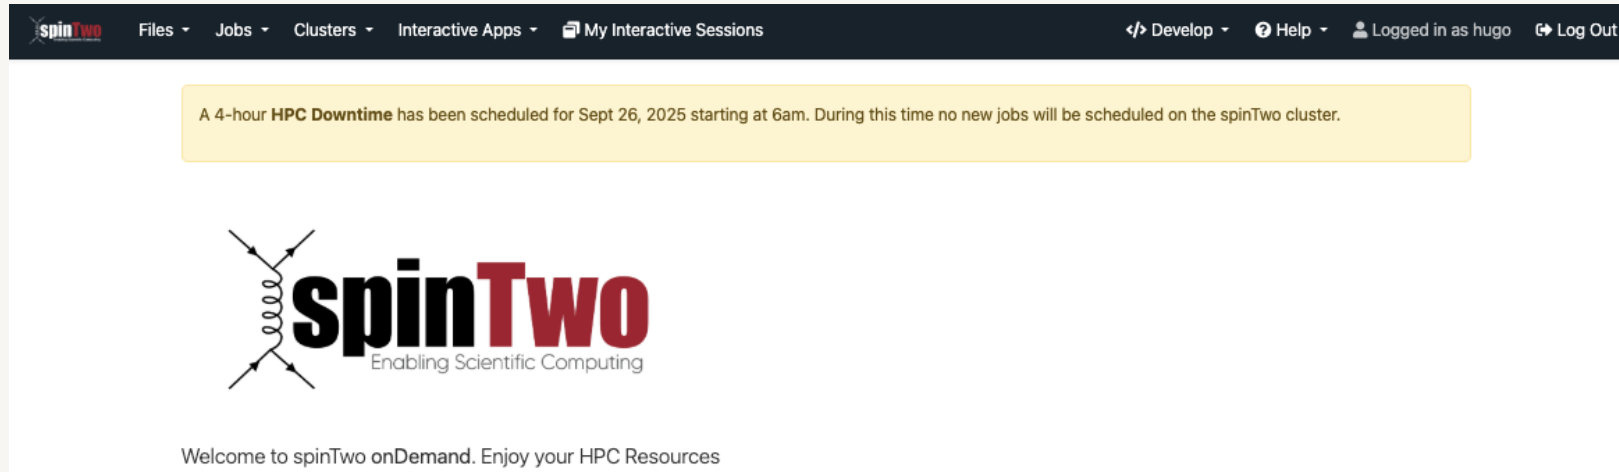 spinTwo Files Jobs Clusters Interactive Apps My Interactive Sessions </> Develop Help Logged in as hugo Log Out
A 4-hour HPC Downtime has been scheduled for Sept 26, 2025 starting at 6am. During this time no new jobs will be scheduled on the spinTwo cluster.
spinTwo
Enabling Scientific Computing
Welcome to spinTwo onDemand. Enjoy your HPC Resources